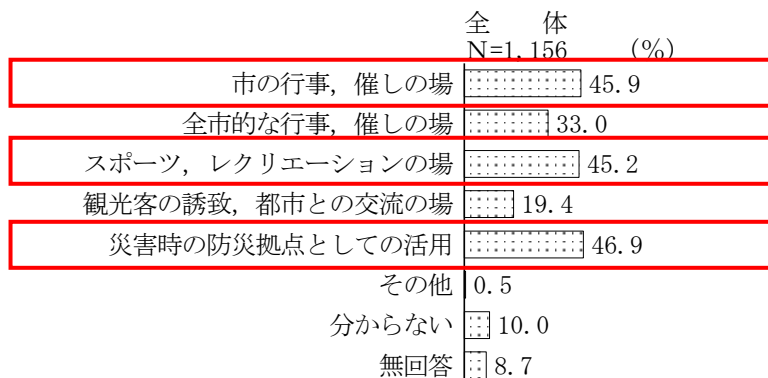 全 体
N=1,156 (%)
市の行事，催しの場 45.9
全市的な行事，催しの場 33.0
スポーツ，レクリエーションの場 45.2
観光客の誘致，都市との交流の場 19.4
災害時の防災拠点としての活用 46.9
その他 0.5
分からない 10.0
無回答 8.7